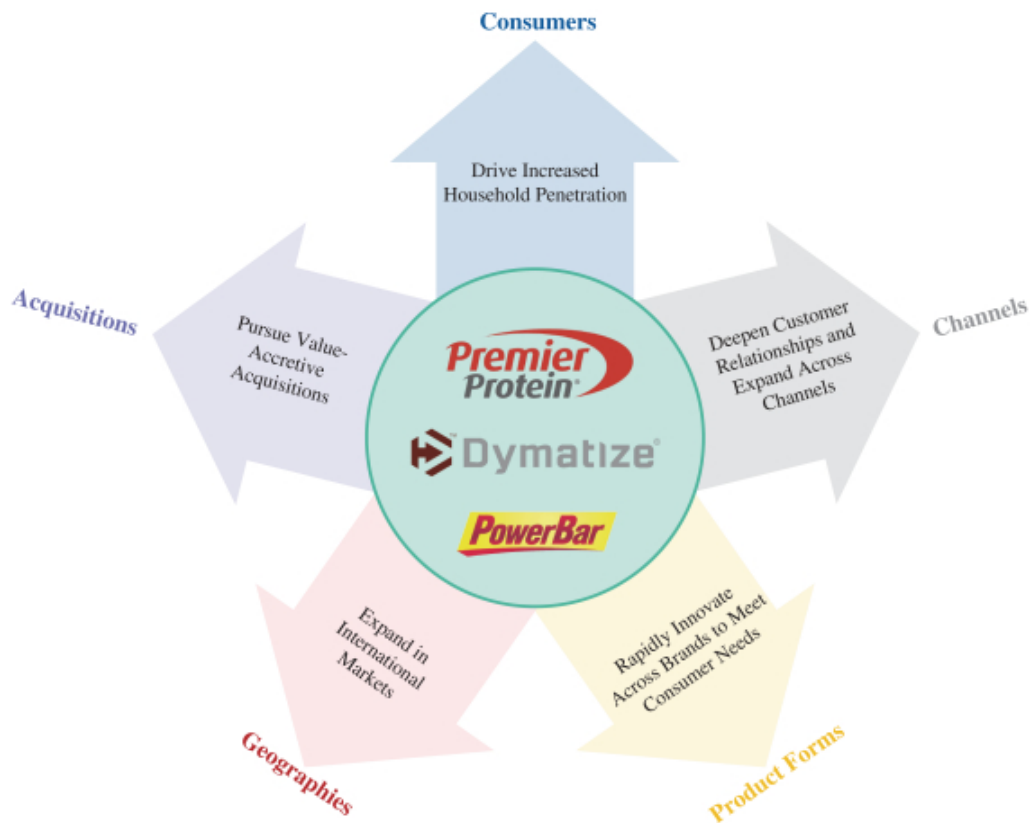 Consumers
Drive Increased
Household Penetration
Acquisitions
Pursue Value-
Accretive
Acquisitions
Channels
Deepen Customer
Relationships and
Expand Across
Channels
Premier
Protein®
™Dymatize®
PowerBar
Expand in
International
Markets
Geographies
Rapidly Innovate
Across Brands to Meet
Consumer Needs
Product Forms